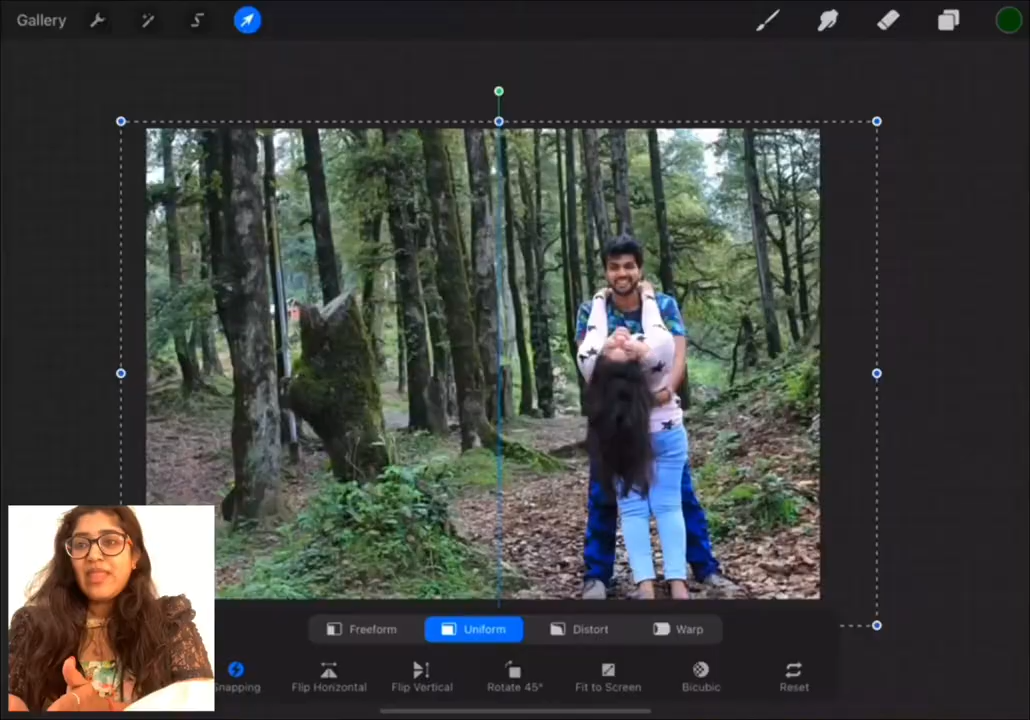 Gallery
Freeform Uniform Distort Warp
Snapping Flip Horizontal Flip Vertical Rotate 45° Fit to Screen Bicubic Reset